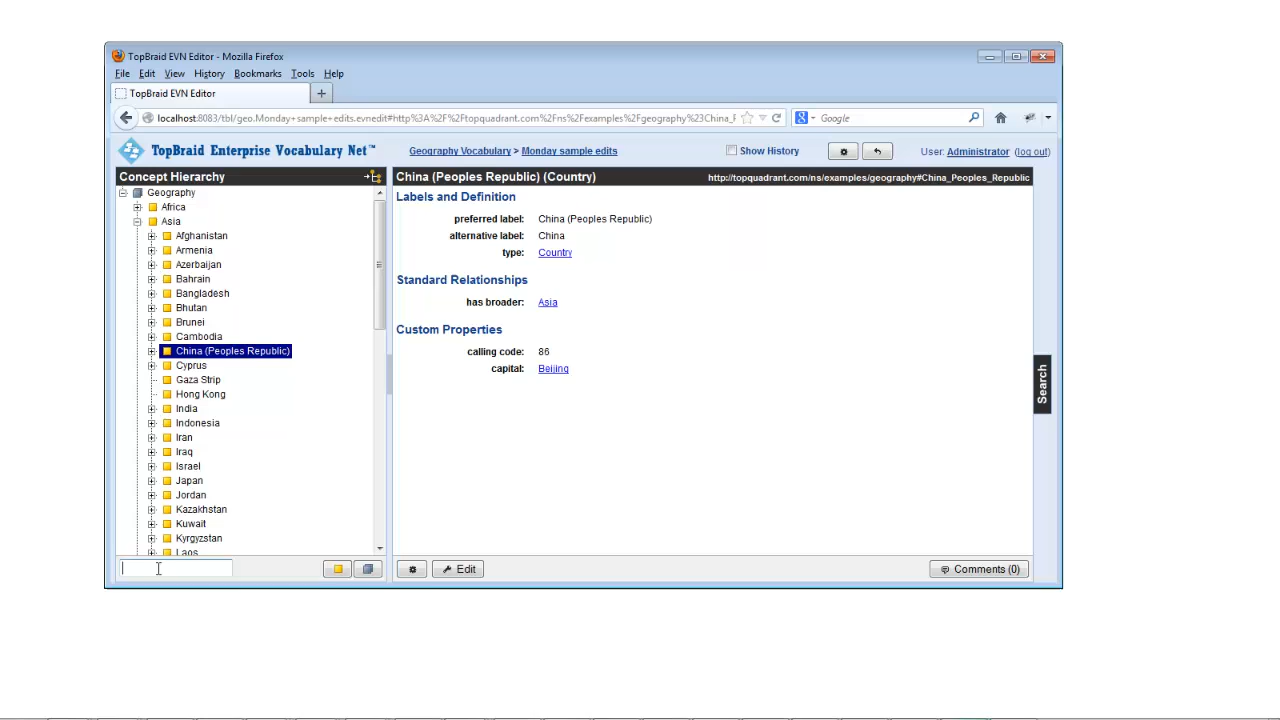 TopBraid EVN Editor - Mozilla Firefox
File Edit View History Bookmarks Tools Help
TopBraid EVN Editor
localhost:8083/tbl/geo.Monday+sample+edits.evnedit#http%3A%2F%2Ftopquadrant.com%2Fns%2Fexamples%2Fgeography%23China_F
Google
TopBraid Enterprise Vocabulary Net™
Geography Vocabulary > Monday sample edits
Show History
User: Administrator (log out)
Concept Hierarchy
Geography
Africa
Asia
Afghanistan
Armenia
Azerbaijan
Bahrain
Bangladesh
Bhutan
Brunei
Cambodia
China (Peoples Republic)
Cyprus
Gaza Strip
Hong Kong
India
Indonesia
Iran
Iraq
Israel
Japan
Jordan
Kazakhstan
Kuwait
Kyrgyzstan
Laos
China (Peoples Republic) (Country)
http://topquadrant.com/ns/examples/geography#China_Peoples_Republic
Labels and Definition
preferred label: China (Peoples Republic)
alternative label: China
type: Country
Standard Relationships
has broader: Asia
Custom Properties
calling code: 86
capital: Beijing
Edit
Comments (0)
Search